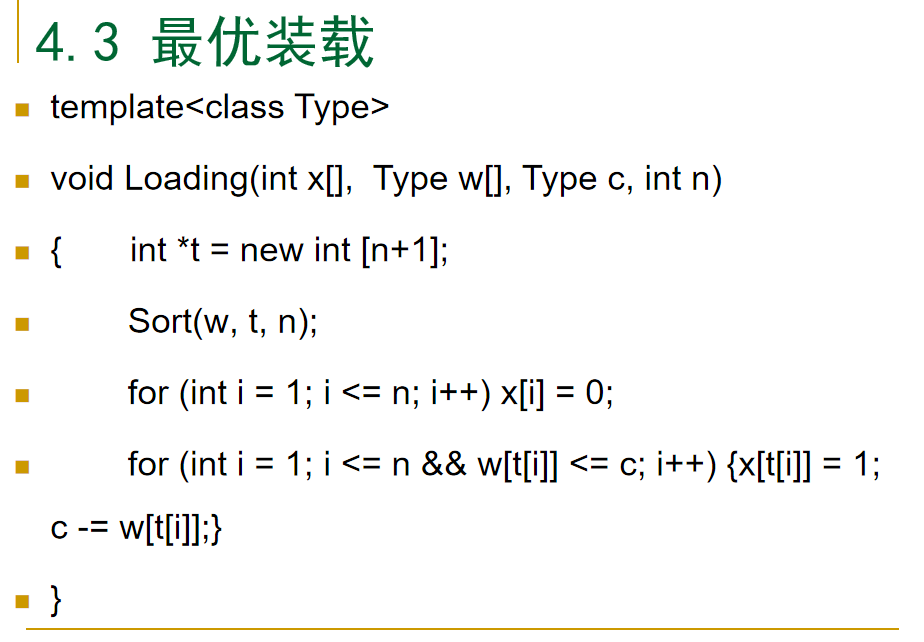 4.3 最优装载
template<class Type>
void Loading(int x[], Type w[], Type c, int n)
{ int *t = new int [n+1];
Sort(w, t, n);
for (int i = 1; i <= n; i++) x[i] = 0;
for (int i = 1; i <= n && w[t[i]] <= c; i++) {x[t[i]] = 1;
c -= w[t[i]];}
}